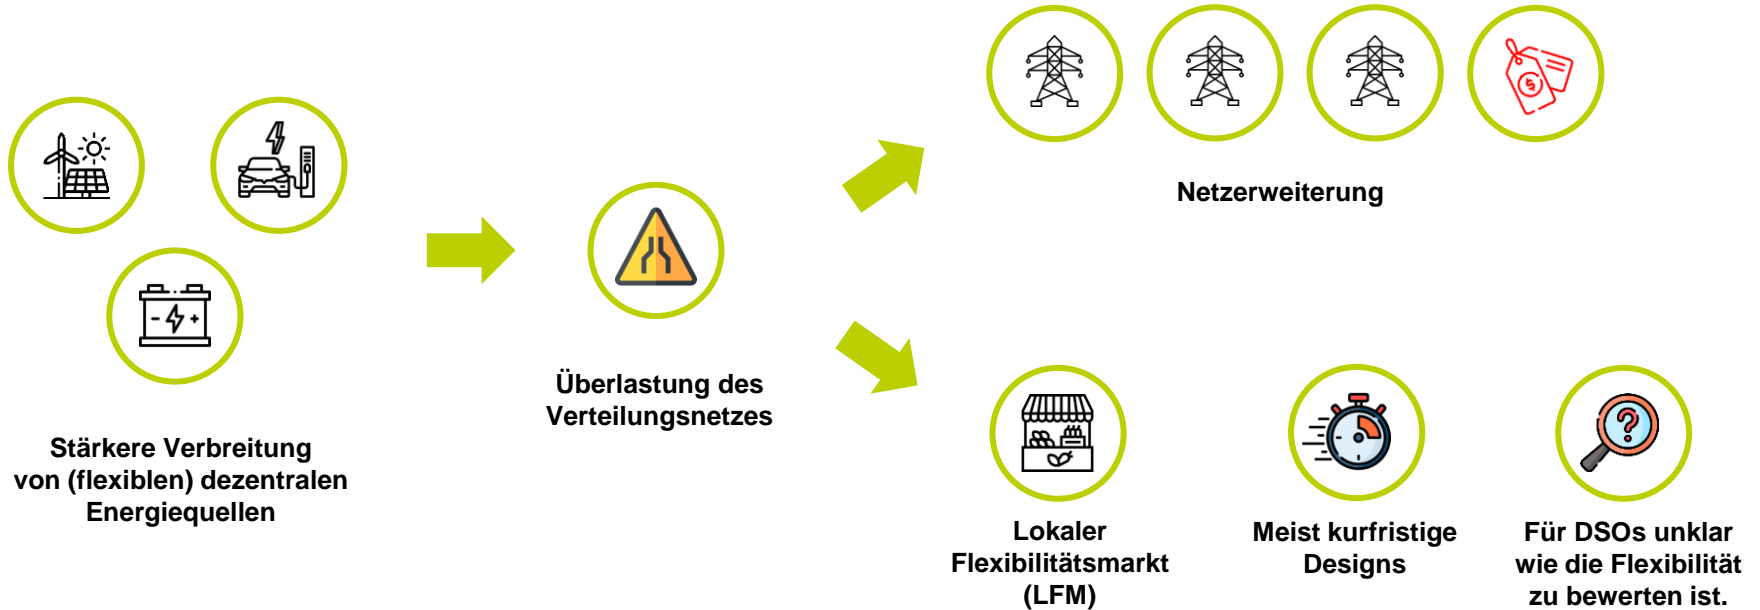 Netzerweiterung
Überlastung des
Verteilungsnetzes
Stärkere Verbreitung
von (flexiblen) dezentralen
Energiequellen
Lokaler
Flexibilitätsmarkt
(LFM)
Meist kurfristige
Designs
Für DSOs unklar
wie die Flexibilität
zu bewerten ist.